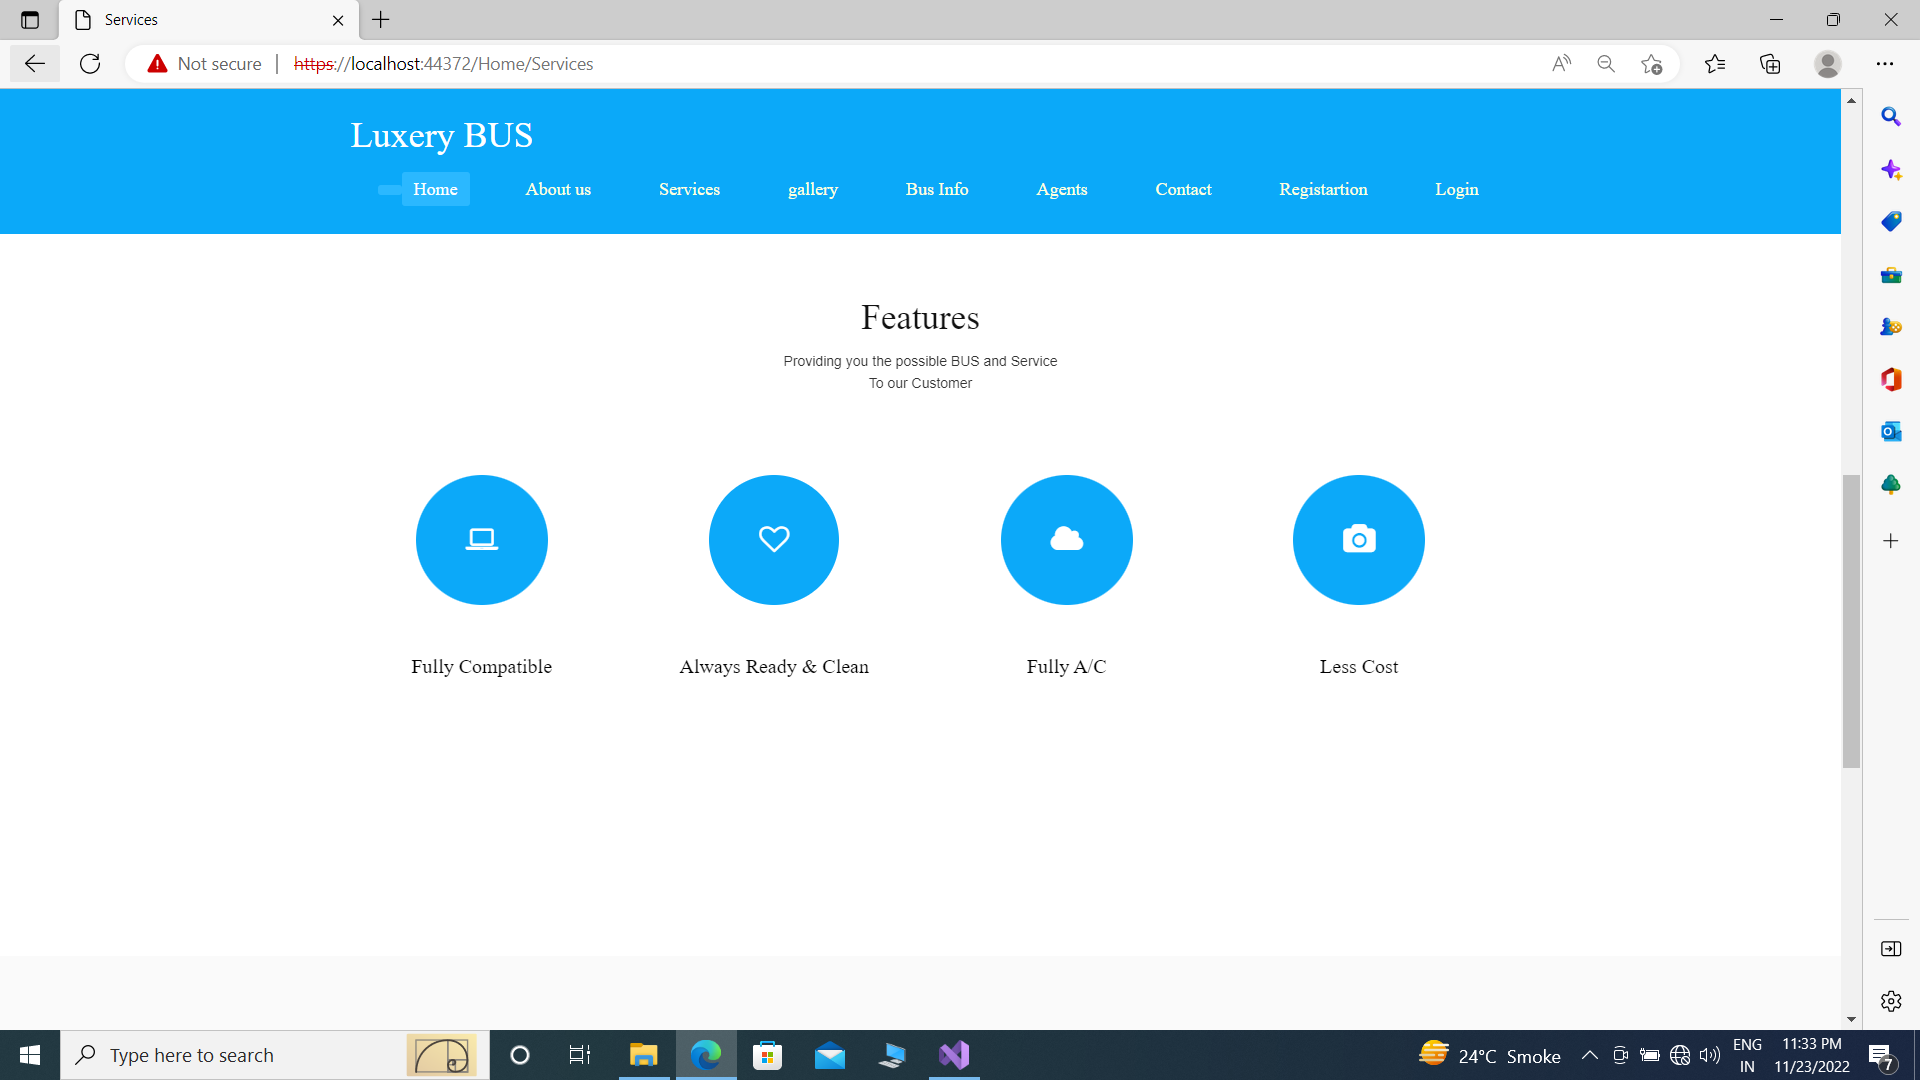 Services
Not secure
https://localhost:44372/Home/Services
Luxery BUS
Home About us Services gallery Bus Info Agents Contact Registartion Login
Features
Providing you the possible BUS and Service
To our Customer
Fully Compatible Always Ready & Clean Fully A/C Less Cost
Type here to search
24°C Smoke
ENG
IN
11:33 PM
11/23/2022
7